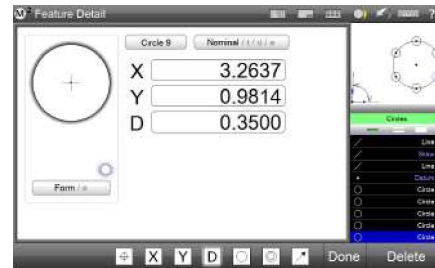 M² Feature Detail
?
Circle 9
Nominal / t / d / e
X 3.2637
Y 0.9814
D 0.3500
Form / e
Circles
Line
Line
Datum
Circle
Circle
Circle
Circle
Circle
X Y D Done Delete